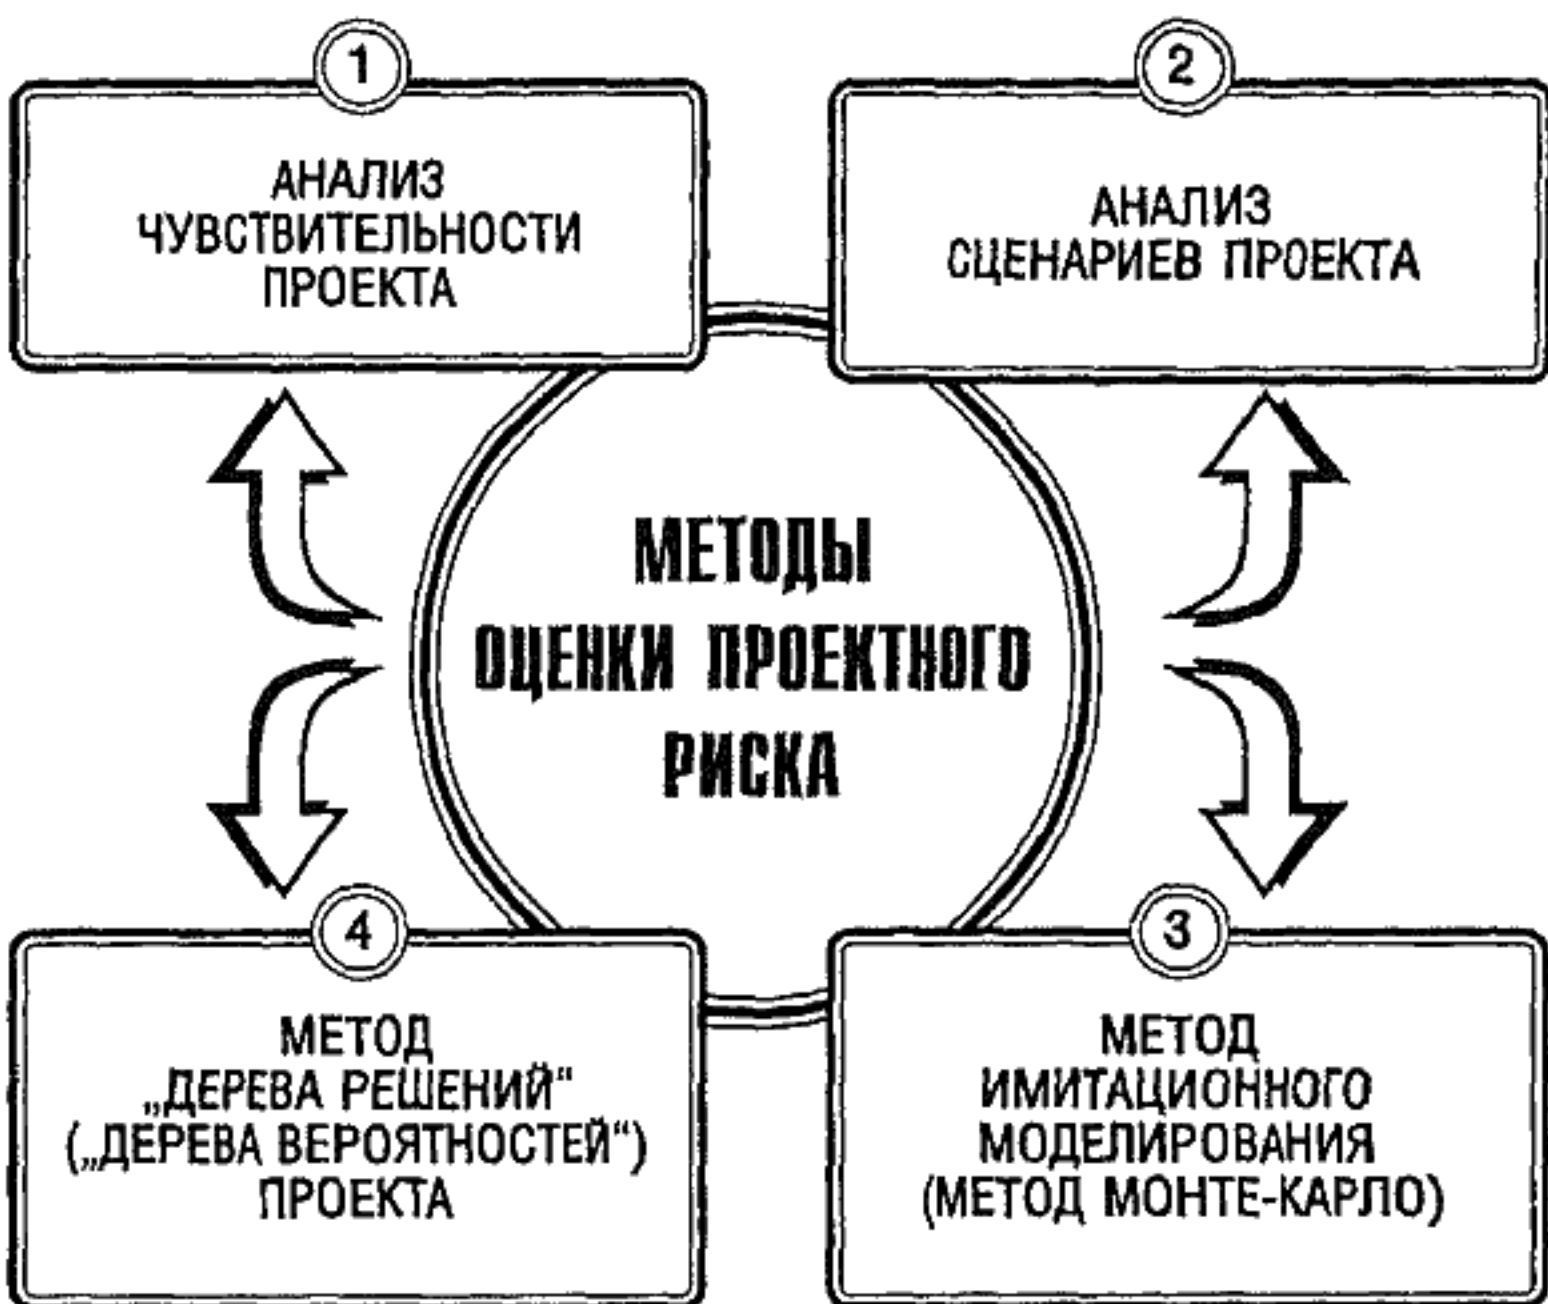 1
АНАЛИЗ
ЧУВСТВИТЕЛЬНОСТИ
ПРОЕКТА
2
АНАЛИЗ
СЦЕНАРИЕВ ПРОЕКТА
МЕТОДЫ
ОЦЕНКИ ПРОЕКТНОГО
РИСКА
4
МЕТОД
„ДЕРЕВА РЕШЕНИЙ“
(„ДЕРЕВА ВЕРОЯТНОСТЕЙ“)
ПРОЕКТА
3
МЕТОД
ИМИТАЦИОННОГО
МОДЕЛИРОВАНИЯ
(МЕТОД МОНТЕ-КАРЛО)